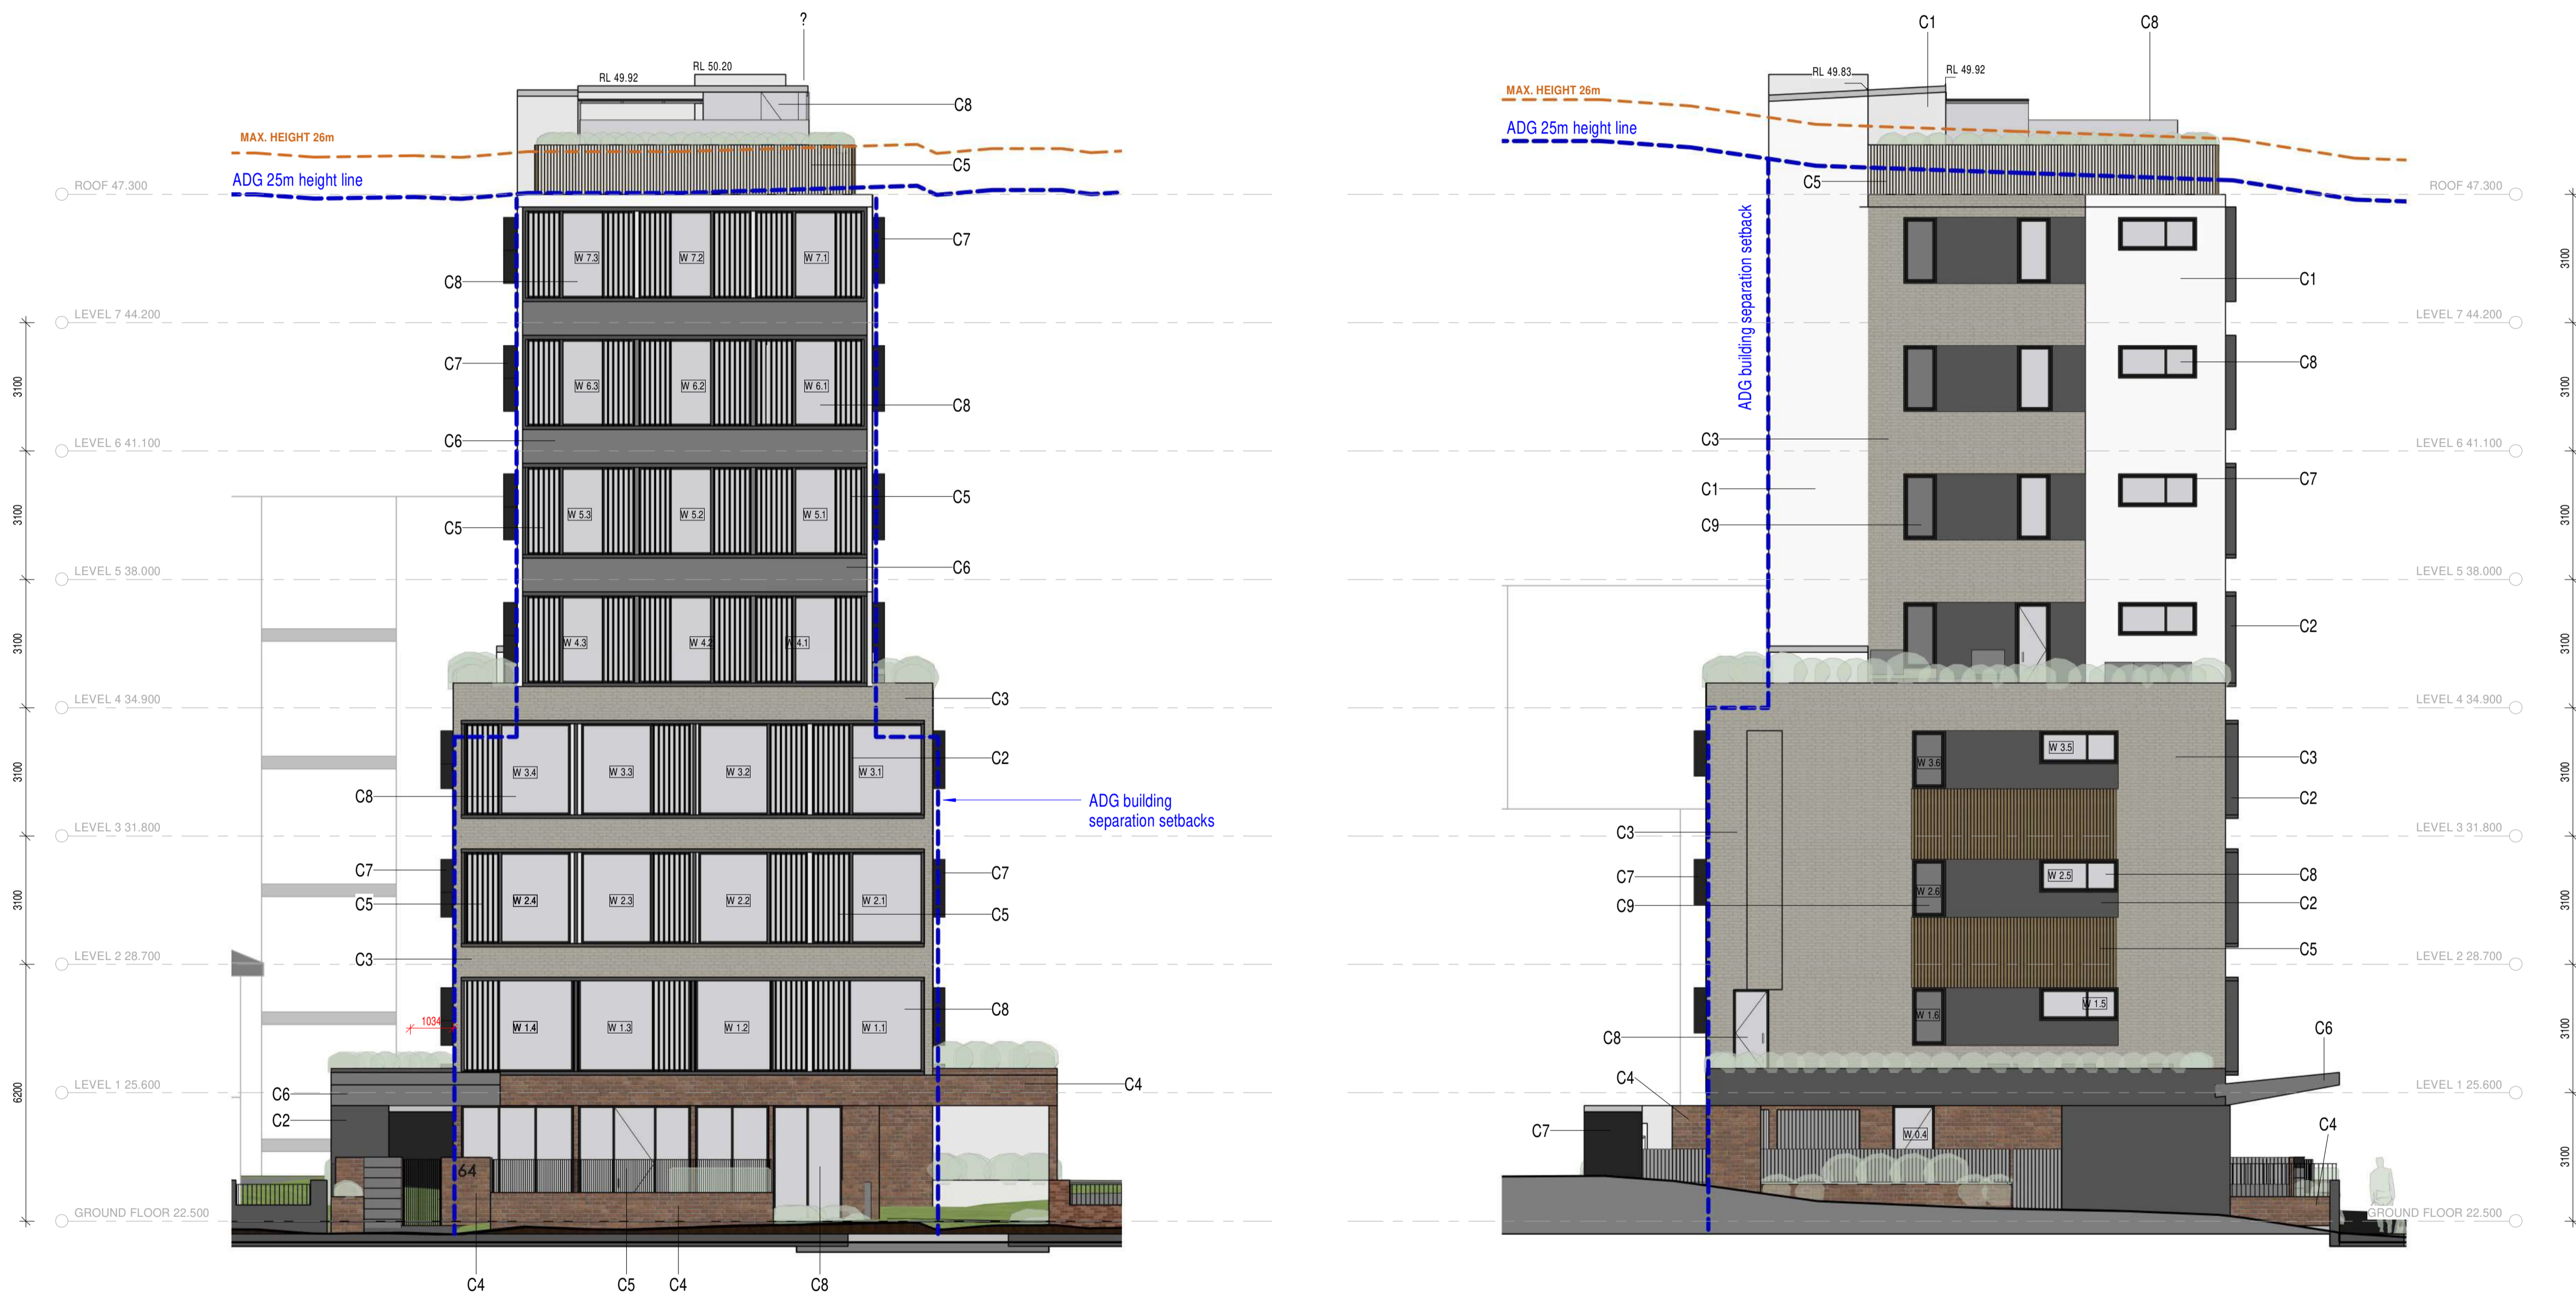 ?
RL 50.20
RL 49.92
C8
MAX. HEIGHT 26m
C5
ADG 25m height line
ROOF 47.300
C7
W 7.3
W 7.2
W 7.1
C8
LEVEL 7 44.200
C7
3100
W 6.3
W 6.2
W 6.1
C8
C6
LEVEL 6 41.100
C5
3100
W 5.3
W 5.2
W 5.1
C5
C6
LEVEL 5 38.000
3100
W 4.3
W 4.2
W 4.1
C3
LEVEL 4 34.900
C2
3100
W 3.4
W 3.3
W 3.2
W 3.1
C8
ADG building
separation setbacks
LEVEL 3 31.800
C7
C7
3100
C5
W 2.4
W 2.3
W 2.2
W 2.1
C5
C3
LEVEL 2 28.700
C8
1034
W 1.4
W 1.3
W 1.2
W 1.1
6200
LEVEL 1 25.600
C6
C4
C2
64
GROUND FLOOR 22.500
C4
C5
C4
C8
C1
C8
RL 49.83
RL 49.92
MAX. HEIGHT 26m
ADG 25m height line
C5
ROOF 47.300
ADG building separation setback
3100
C1
LEVEL 7 44.200
C8
3100
C3
LEVEL 6 41.100
C1
C7
C9
3100
LEVEL 5 38.000
C2
3100
LEVEL 4 34.900
W 3.5
C3
W 3.6
3100
C2
C3
LEVEL 3 31.800
C7
W 2.5
C8
W 2.6
C9
C2
3100
C5
LEVEL 2 28.700
W 1.5
W 1.6
3100
C8
C6
C4
LEVEL 1 25.600
C7
W 0.4
C4
3100
GROUND FLOOR 22.500